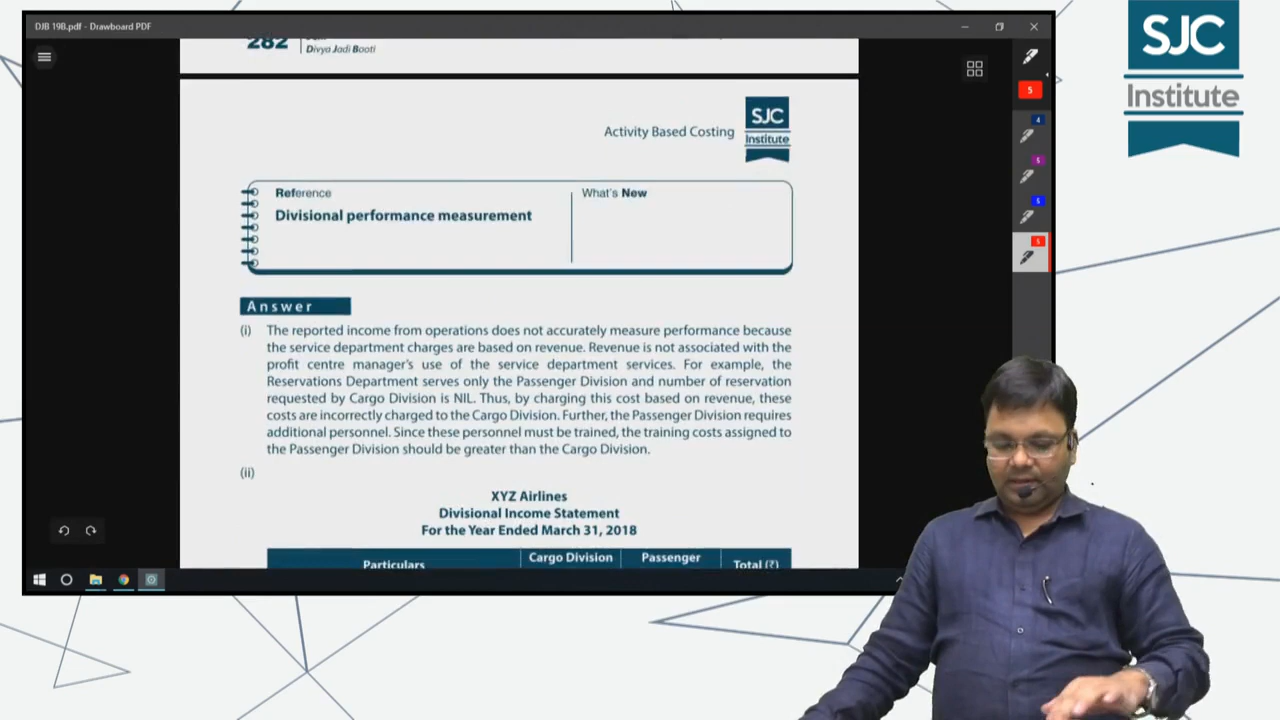 DJB 19B.pdf - Drawboard PDF
SJC
Institute
282
Divya Jadi Booti
5
4
5
5
5
Activity Based Costing
SJC
Institute
Reference
What's New
Divisional performance measurement
Answer
(i) The reported income from operations does not accurately measure performance because
the service department charges are based on revenue. Revenue is not associated with the
profit centre manager's use of the service department services. For example, the
Reservations Department serves only the Passenger Division and number of reservation
requested by Cargo Division is NIL. Thus, by charging this cost based on revenue, these
costs are incorrectly charged to the Cargo Division. Further, the Passenger Division requires
additional personnel. Since these personnel must be trained, the training costs assigned to
the Passenger Division should be greater than the Cargo Division.
(ii)
XYZ Airlines
Divisional Income Statement
For the Year Ended March 31, 2018
Particulars Cargo Division Passenger Total (₹)